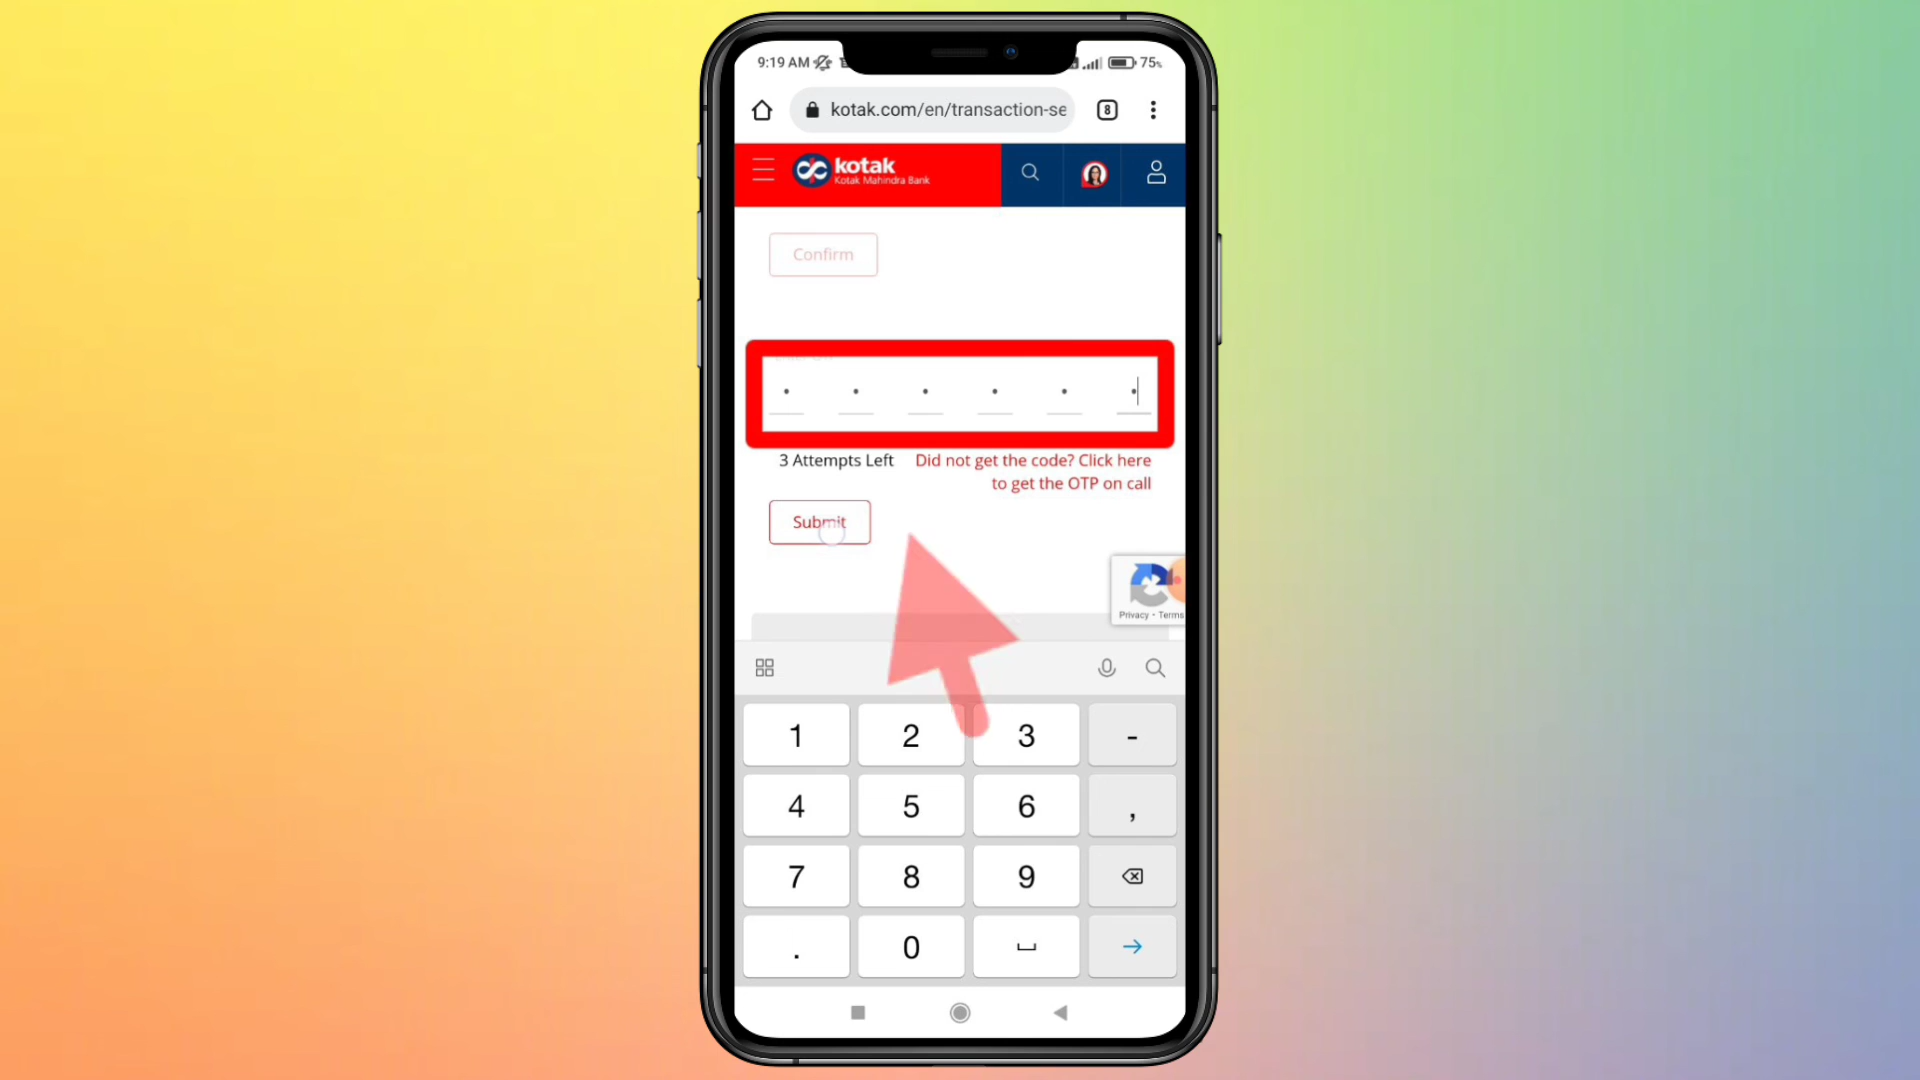 9:19 AM
75%
kotak.com/en/transaction-se
8
kotak
Kotak Mahindra Bank
Confirm
3 Attempts Left
Did not get the code? Click here
to get the OTP on call
Submit
Privacy • Terms
1 2 3 -
4 5 6 ,
7 8 9
. 0